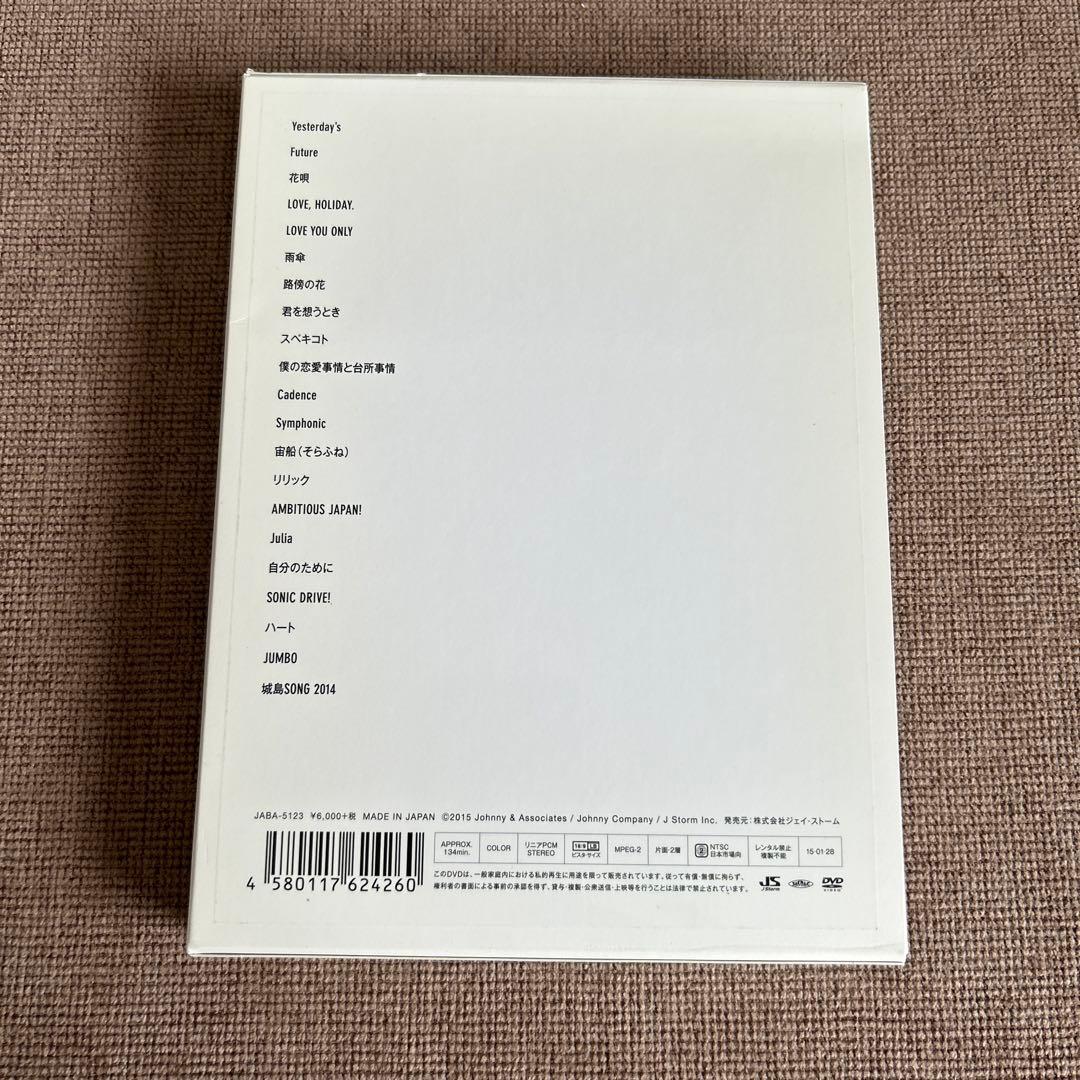 Yesterday's
Future
花唄
LOVE, HOLIDAY.
LOVE YOU ONLY
雨傘
路傍の花
君を想うとき
スベキコト
僕の恋愛事情と台所事情
Cadence
Symphonic
宙船(そらふね)
リリック
AMBITIOUS JAPAN!
Julia
自分のために
SONIC DRIVE!
ハート
JUMBO
城島SONG 2014
JABA-5123 ¥6,000+税 MADE IN JAPAN ©2015 Johnny & Associates / Johnny Company / J Storm Inc. 発売元:株式会社ジェイ・ストーム
APPROX. 134min. COLOR リニアPCM STEREO 16:9 LB ビスタ・サイズ MPEG-2 片面・2層 2 NTSC 日本市場向 レンタル禁止 複製不能 15・01・28
このDVDは、一般家庭内における私的再生に用途を限って販売されています。従って有償・無償に拘らず、
権利者の書面による事前の承認を得ず、貸与・複製・公衆送信・上映等を行うことは法律で禁止されています。
JS J Storm DVD VIDEO
4 580117 624260